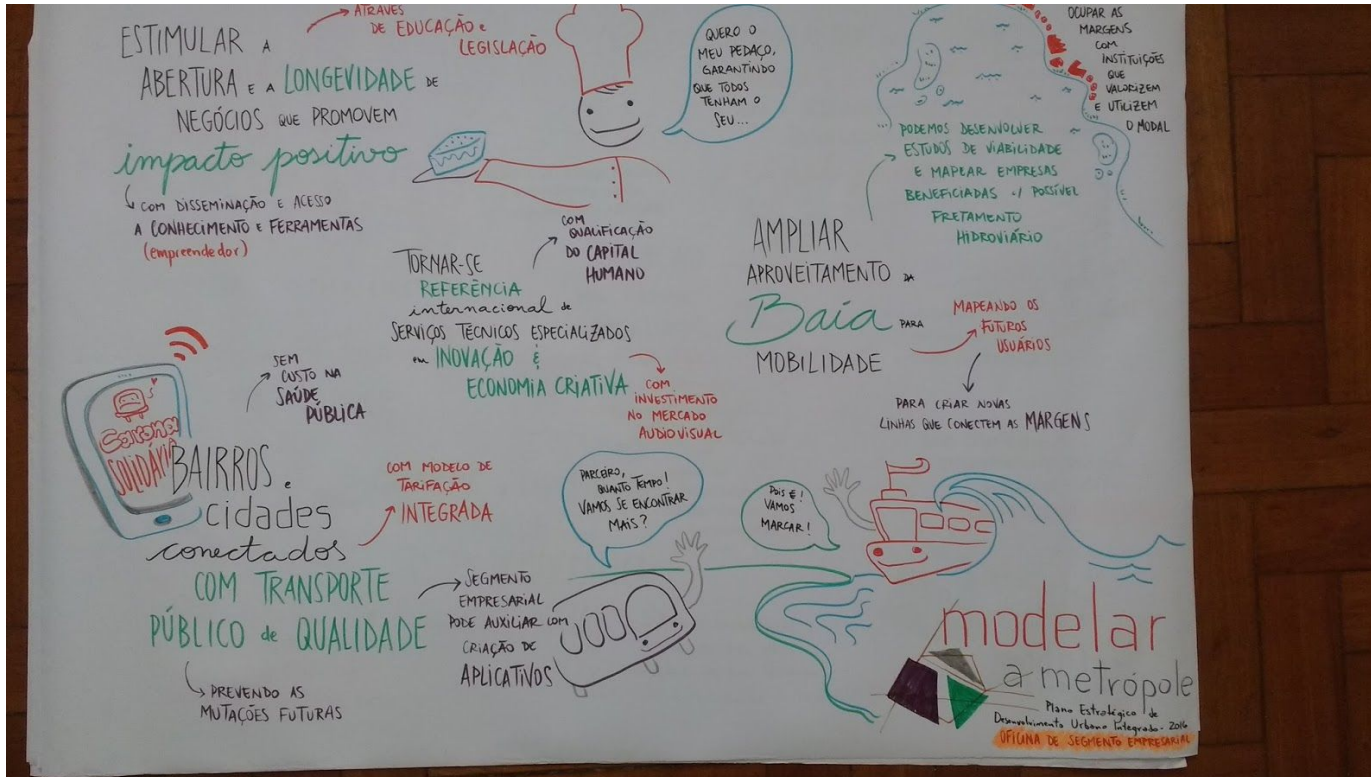 ATRAVÉS
DE EDUCAÇÃO e
LEGISLAÇÃO
ESTIMULAR A
ABERTURA E A LONGEVIDADE DE
NEGÓCIOS QUE PROMOVEM
impacto positivo
COM DISSEMINAÇÃO E ACESSO
A CONHECIMENTO E FERRAMENTAS
(empreendedor)
QUERO O
MEU PEDAÇO,
GARANTINDO
QUE TODOS
TENHAM O
SEU...
OCUPAR AS
MARGENS
COM
INSTITUIÇÕES
QUE
VALORIZEM
E UTILIZEM
O MODAL
PODEMOS DESENVOLVER
ESTUDOS DE VIABILIDADE
E MAPEAR EMPRESAS
BENEFICIADAS c/ POSSÍVEL
FRETAMENTO
HIDROVIÁRIO
COM
QUALIFICAÇÃO
DO CAPITAL
HUMANO
TORNAR-SE
REFERÊNCIA
internacional de
SERVIÇOS TÉCNICOS ESPECIALIZADOS
em INOVAÇÃO E
ECONOMIA CRIATIVA
COM
INVESTIMENTO
NO MERCADO
AUDIOVISUAL
AMPLIAR
APROVEITAMENTO DA
Baía PARA
MOBILIDADE
MAPEANDO OS
FUTUROS
USUÁRIOS
PARA CRIAR NOVAS
LINHAS QUE CONECTEM AS MARGENS
Carona
SOLIDÁRIA
SEM
CUSTO NA
SAÚDE
PÚBLICA
BAIRROS e
cidades
conectados
COM TRANSPORTE
PÚBLICO de QUALIDADE
COM MODELO DE
TARIFAÇÃO
INTEGRADA
PREVENDO AS
MUTAÇÕES FUTURAS
SEGMENTO
EMPRESARIAL
PODE AUXILIAR COM
CRIAÇÃO DE
APLICATIVOS
PARCEIRO,
QUANTO TEMPO!
VAMOS SE ENCONTRAR
MAIS?
POIS É!
VAMOS
MARCAR!
modelar
a metrópole
Plano Estratégico de
Desenvolvimento Urbano Integrado - 2016
OFICINA DE SEGMENTO EMPRESARIAL